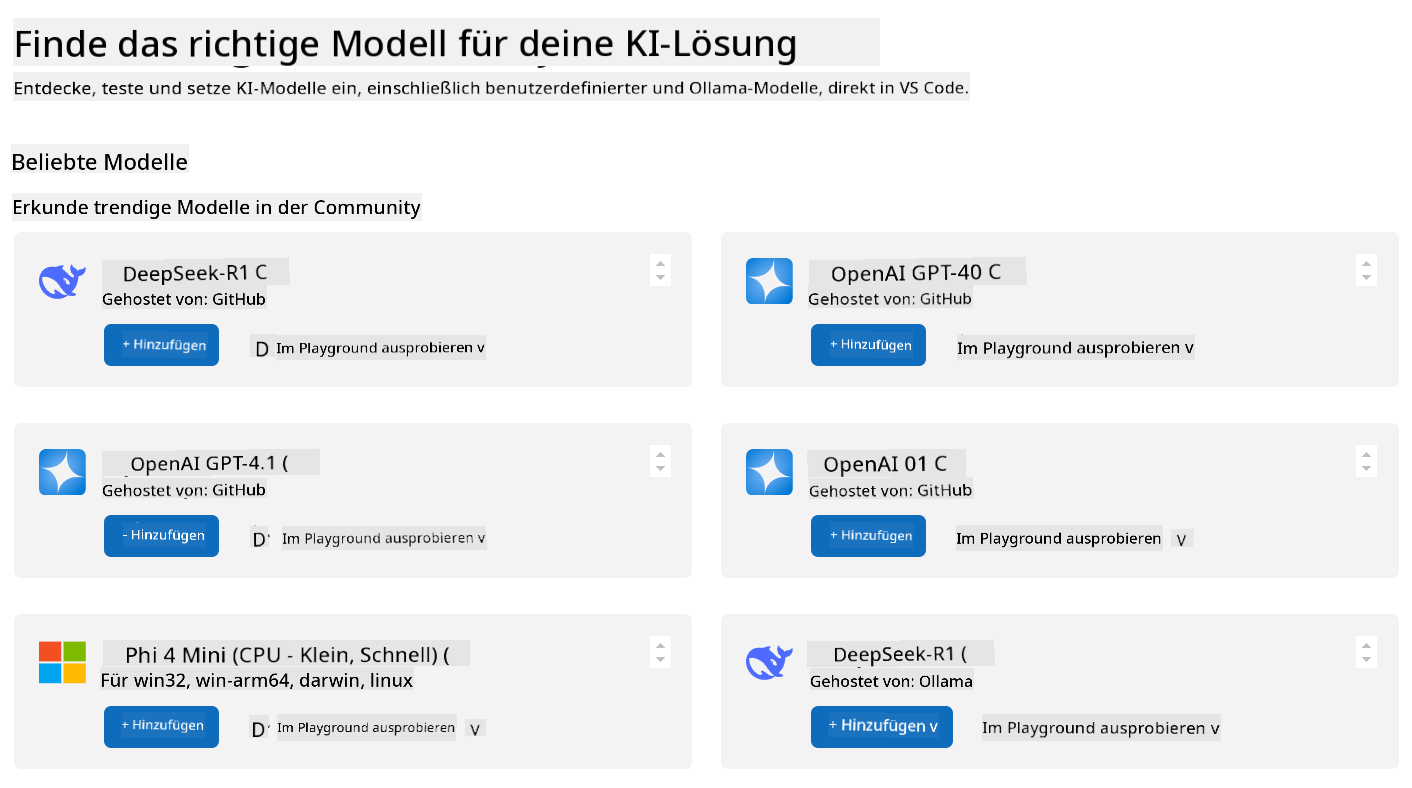 Finde das richtige Modell für deine KI-Lösung
Entdecke, teste und setze KI-Modelle ein, einschließlich benutzerdefinierter und Ollama-Modelle, direkt in VS Code.
Beliebte Modelle
Erkunde trendige Modelle in der Community
DeepSeek-R1 C
Gehostet von: GitHub
+ Hinzufügen
D Im Playground ausprobieren v
OpenAI GPT-40 C
Gehostet von: GitHub
+ Hinzufügen
Im Playground ausprobieren v
OpenAI GPT-4.1 (
Gehostet von: GitHub
- Hinzufügen
D Im Playground ausprobieren v
OpenAI 01 C
Gehostet von: GitHub
+ Hinzufügen
Im Playground ausprobieren V
Phi 4 Mini (CPU - Klein, Schnell) (
Für win32, win-arm64, darwin, linux
+ Hinzufügen
D Im Playground ausprobieren V
DeepSeek-R1 (
Gehostet von: Ollama
+ Hinzufügen v
Im Playground ausprobieren v